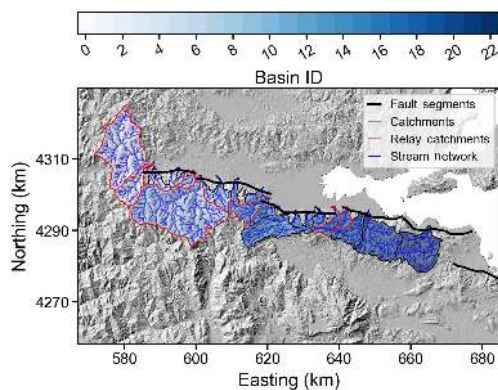 0 2 4 6 8 10 12 14 16 18 20 22
Basin ID
Fault segments
Catchments
Relay catchments
Stream network
4310
4290
4270
Northing (km)
580 600 620 640 660 680
Easting (km)